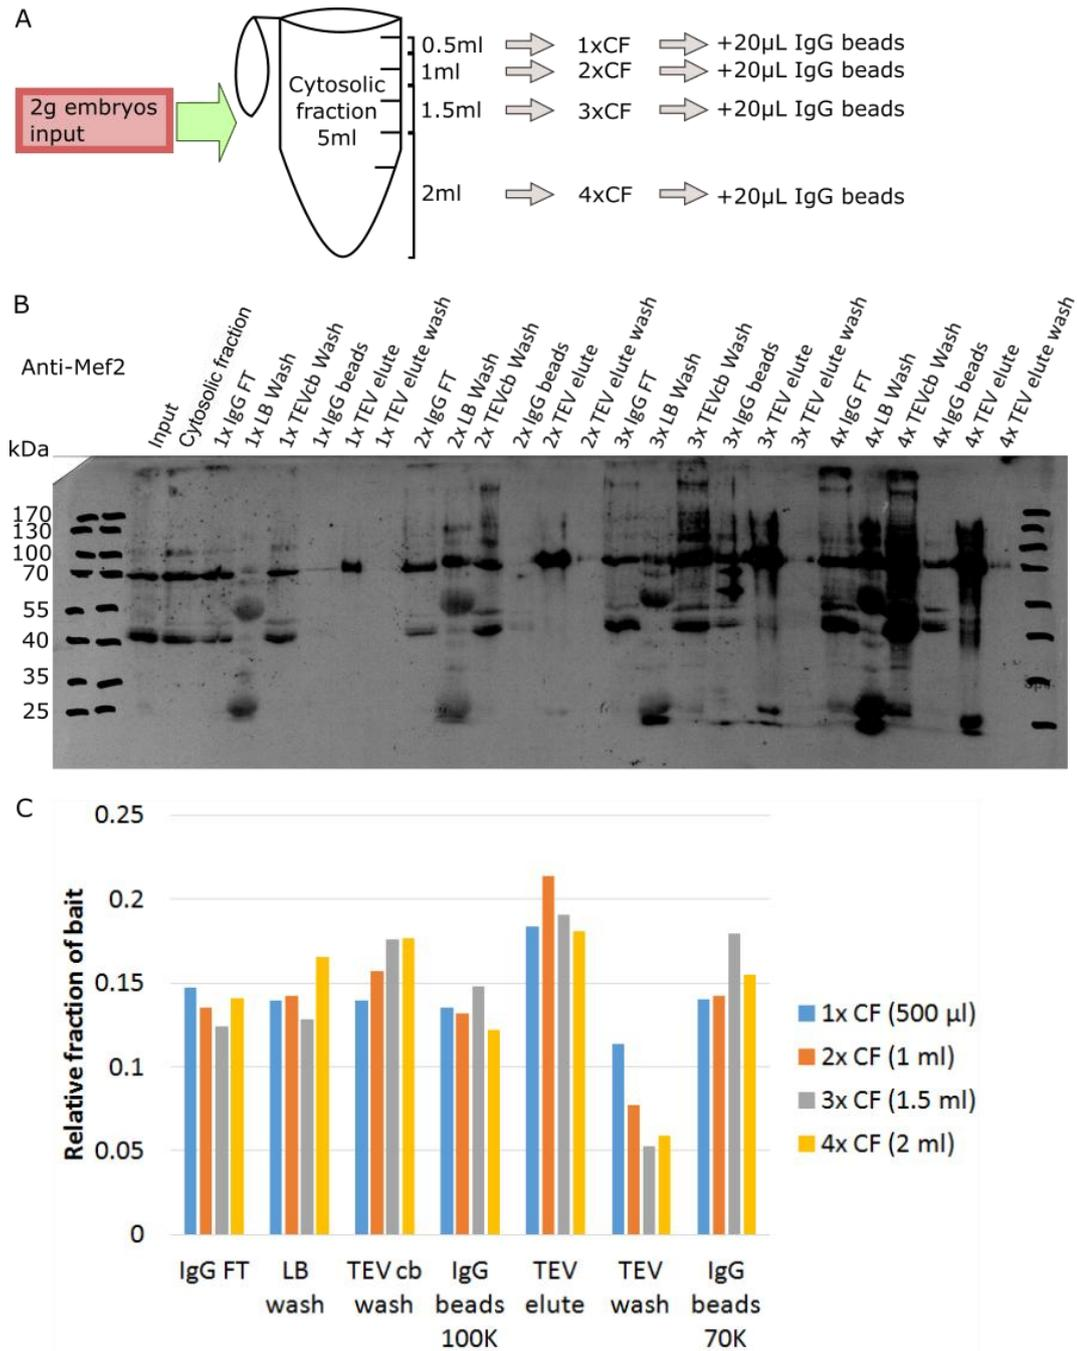 A
2g embryos
input
Cytosolic
fraction
5ml
0.5ml 1xCF +20µL IgG beads
1ml 2xCF +20µL IgG beads
1.5ml 3xCF +20µL IgG beads
2ml 4xCF +20µL IgG beads
B
Anti-Mef2
Input
Cytosolic fraction
1x IgG FT
1x LB Wash
1x TEVcb Wash
1x IgG beads
1x TEV elute
1x TEV elute wash
2x IgG FT
2x LB Wash
2x TEVcb Wash
2x IgG beads
2x TEV elute
2x TEV elute wash
3x IgG FT
3x LB Wash
3x TEVcb Wash
3x IgG beads
3x TEV elute
3x TEV elute wash
4x IgG FT
4x LB Wash
4x TEVcb Wash
4x IgG beads
4x TEV elute
4x TEV elute wash
kDa
170
130
100
70
55
40
35
25
C
Relative fraction of bait
0.25
0.2
0.15
0.1
0.05
0
IgG FT
LB
wash
TEV cb
wash
IgG
beads
100K
TEV
elute
TEV
wash
IgG
beads
70K
1x CF (500 µl)
2x CF (1 ml)
3x CF (1.5 ml)
4x CF (2 ml)